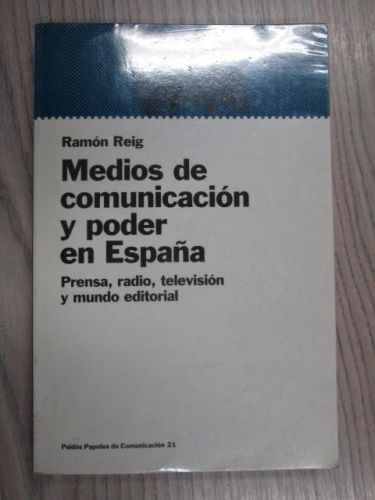 Ramón Reig
Medios de
comunicación
y poder
en España
Prensa, radio, televisión
y mundo editorial
Paidós Papeles de Comunicación 21